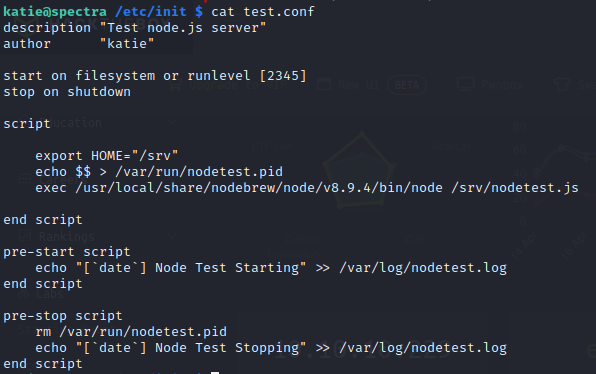 katie@spectra /etc/init $ cat test.conf
description "Test node.js server"
author      "katie"
start on filesystem or runlevel [2345]
stop on shutdown
script
    export HOME="/srv"
    echo $$ > /var/run/nodetest.pid
    exec /usr/local/share/nodebrew/node/v8.9.4/bin/node /srv/nodetest.js
end script
pre-start script
    echo "[`date`] Node Test Starting" >> /var/log/nodetest.log
end script
pre-stop script
    rm /var/run/nodetest.pid
    echo "[`date`] Node Test Stopping" >> /var/log/nodetest.log
end script